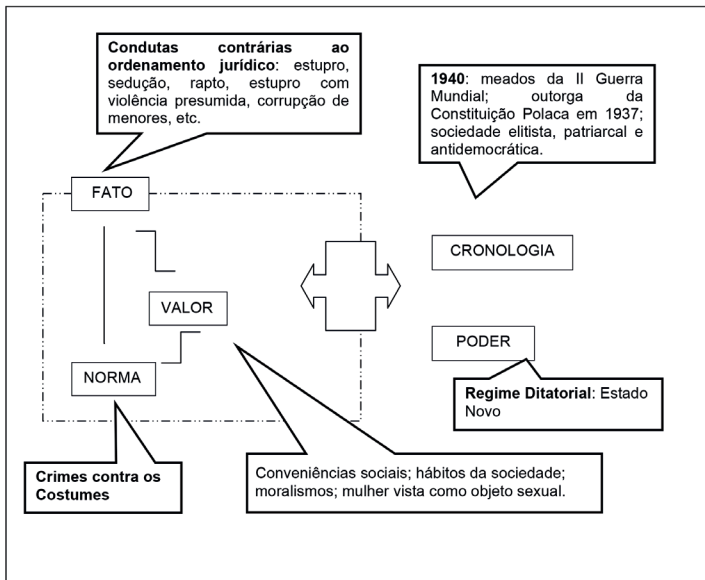 Condutas contrárias ao
ordenamento jurídico: estupro,
sedução, rapto, estupro com
violência presumida, corrupção de
menores, etc.
1940: meados da II Guerra
Mundial; outorga da
Constituição Polaca em 1937;
sociedade elitista, patriarcal e
antidemocrática.
FATO
CRONOLOGIA
VALOR
PODER
NORMA
Regime Ditatorial: Estado
Novo
Crimes contra os
Costumes
Conveniências sociais; hábitos da sociedade;
moralismos; mulher vista como objeto sexual.